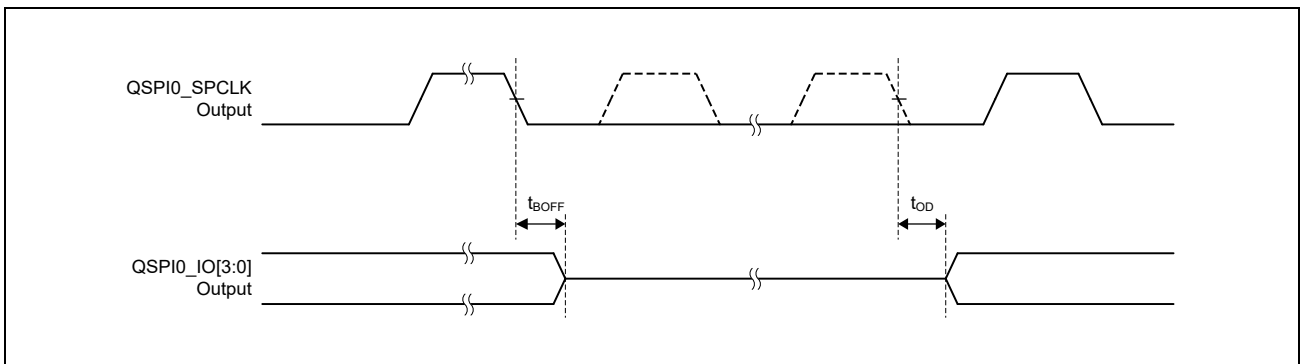 QSPI0_SPCLK
Output
tBOFF
tOD
QSPI0_IO[3:0]
Output